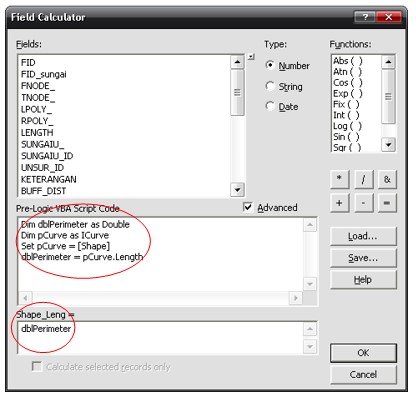 Field Calculator
Fields:
FID
FID_sungai
FNODE_
TNODE_
LPOLY_
RPOLY_
LENGTH
SUNGAIU_
SUNGAIU_ID
UNSUR_ID
KETERANGAN
BUFF_DIST
Type:
Number
String
Date
Functions:
Abs ( )
Atn ( )
Cos ( )
Exp ( )
Fix ( )
Int ( )
Log ( )
Sin ( )
Sqr ( )
* / &
+ - =
Pre-Logic VBA Script Code
Advanced
Dim dblPerimeter as Double
Dim pCurve as ICurve
Set pCurve = [Shape]
dblPerimeter = pCurve.Length
Load...
Save...
Help
Shape_Leng =
dblPerimeter
Calculate selected records only
OK
Cancel